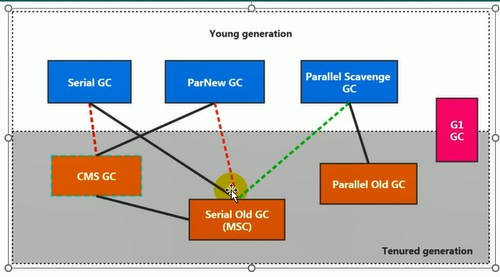 Young generation
Serial GC
ParNew GC
Parallel Scavenge
GC
G1
GC
CMS GC
Parallel Old GC
Serial Old GC
(MSC)
Tenured generation